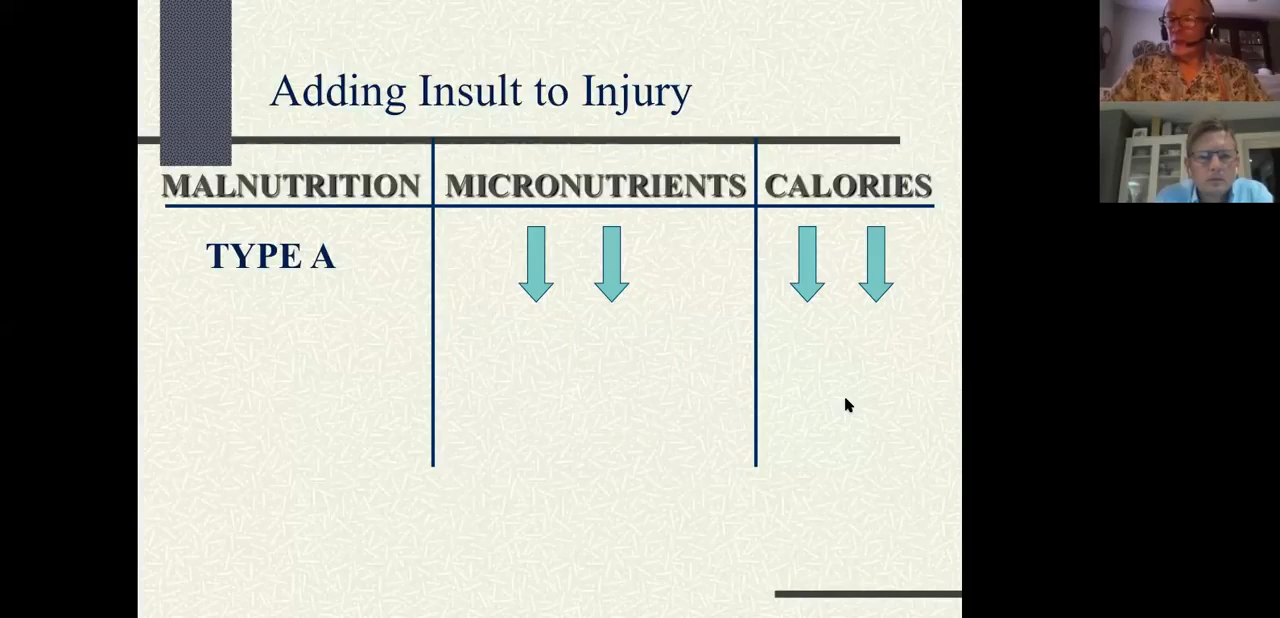 Adding Insult to Injury
MALNUTRITION MICRONUTRIENTS CALORIES
TYPE A